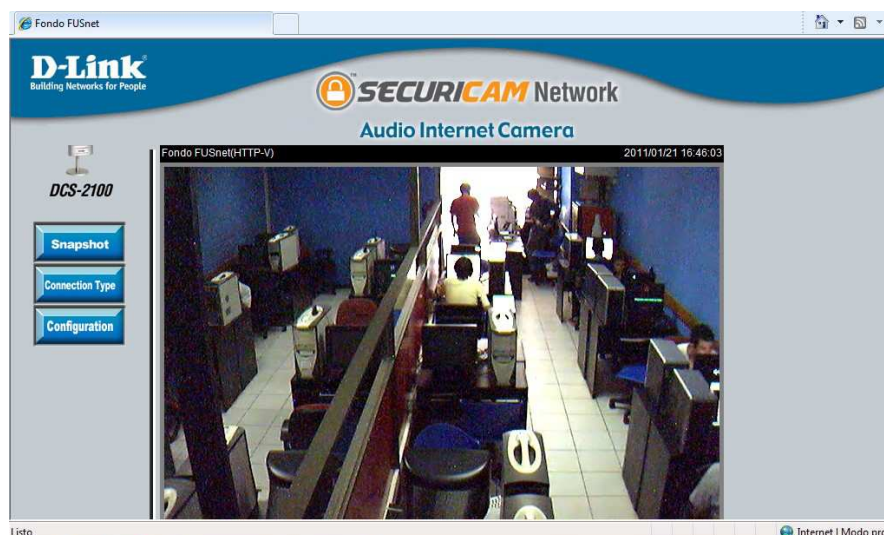 Fondo FUSnet
D-Link
Building Networks for People
SECURICAM Network
Audio Internet Camera
Fondo FUSnet(HTTP-V) 2011/01/21 16:46:03
DCS-2100
Snapshot
Connection Type
Configuration
Listo
Internet | Modo pro